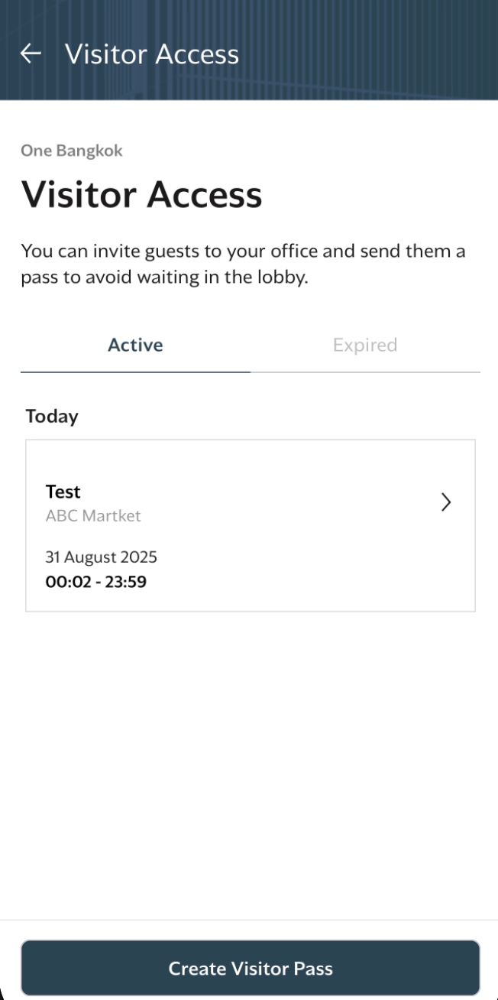 Visitor Access
One Bangkok
Visitor Access
You can invite guests to your office and send them a
pass to avoid waiting in the lobby.
Active
Expired
Today
Test
ABC Martket
31 August 2025
00:02 - 23:59
Create Visitor Pass